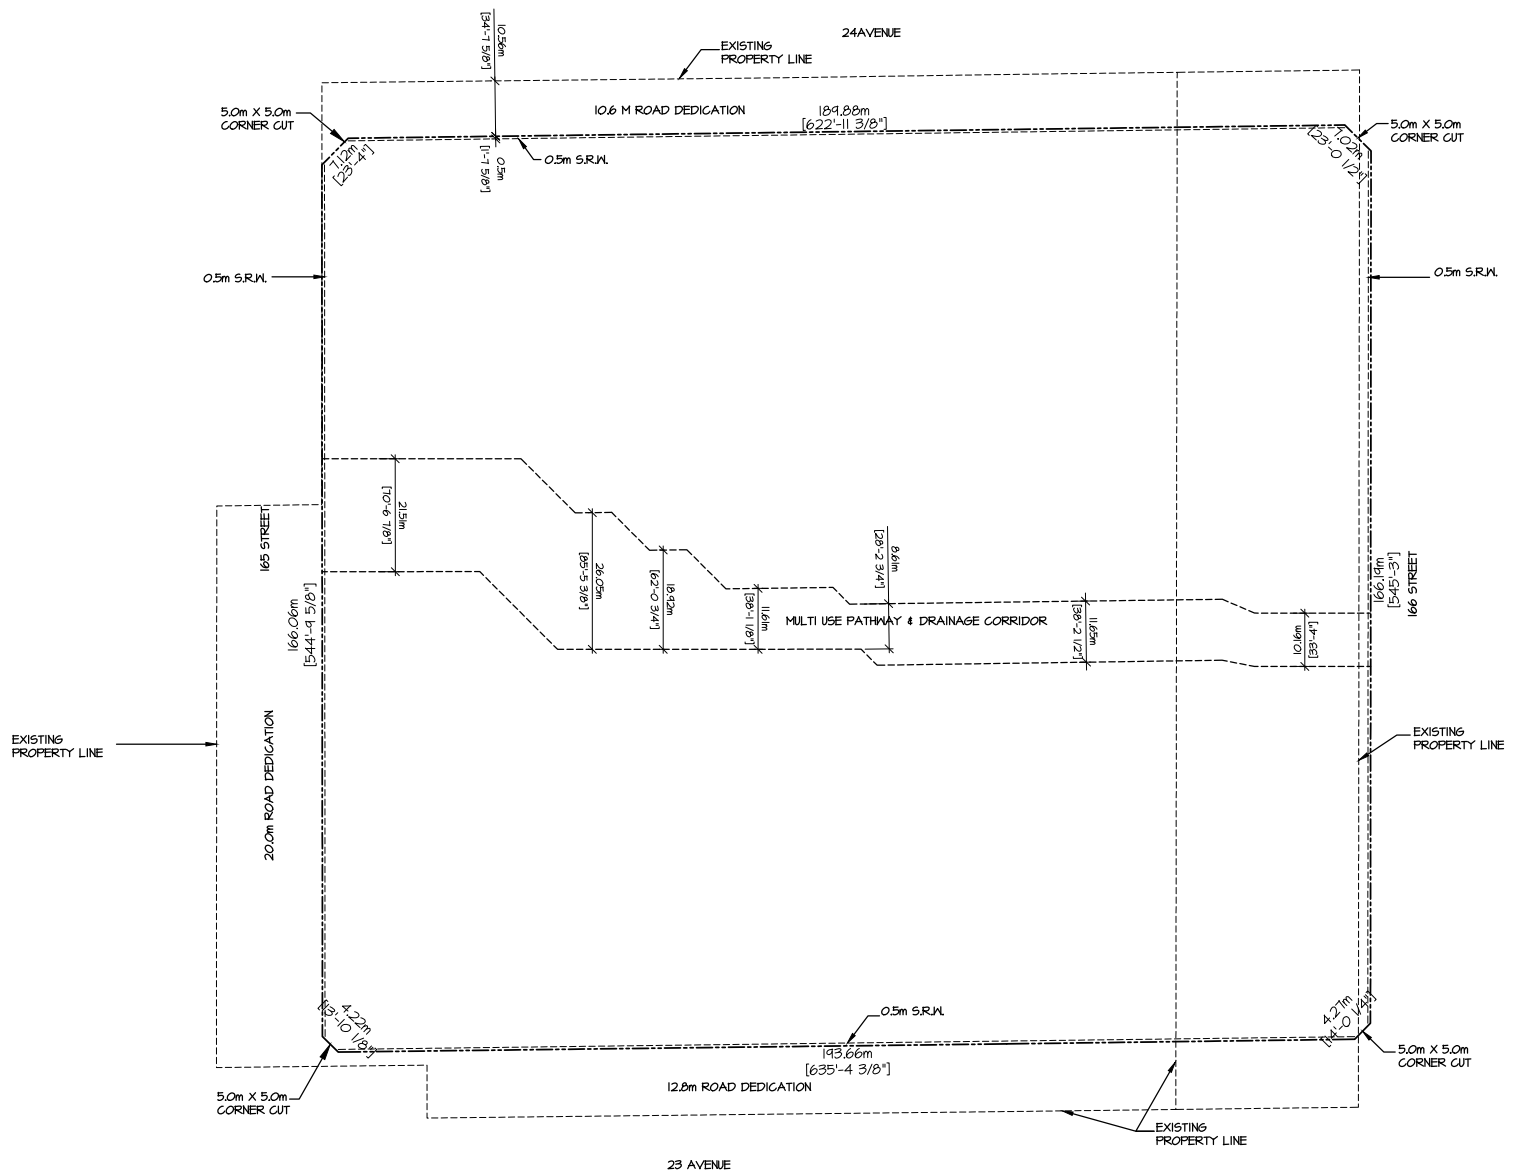 24AVENUE
10.56m
[34'-7 5/8"]
EXISTING
PROPERTY LINE
5.0m X 5.0m
CORNER CUT
10.6 M ROAD DEDICATION
189.88m
[622'-11 3/8"]
5.0m X 5.0m
CORNER CUT
7.12m
[23'-4"]
0.5m
[1'-7 5/8"]
0.5m S.R.W.
7.02m
[23'-0 1/2"]
0.5m S.R.W.
0.5m S.R.W.
165 STREET
21.51m
[70'-6 7/8"]
26.05m
[85'-5 3/8"]
18.92m
[62'-0 3/4"]
11.61m
[38'-1 1/8"]
8.61m
[28'-2 3/4"]
MULTI USE PATHWAY & DRAINAGE CORRIDOR
11.65m
[38'-2 1/2"]
10.16m
[33'-4"]
166.19m
[545'-3"]
166 STREET
166.06m
[544'-9 5/8"]
EXISTING
PROPERTY LINE
20.0m ROAD DEDICATION
EXISTING
PROPERTY LINE
4.22m
[13'-10 1/8"]
0.5m S.R.W.
4.27m
[14'-0 1/4"]
193.66m
[635'-4 3/8"]
5.0m X 5.0m
CORNER CUT
12.8m ROAD DEDICATION
5.0m X 5.0m
CORNER CUT
EXISTING
PROPERTY LINE
23 AVENUE